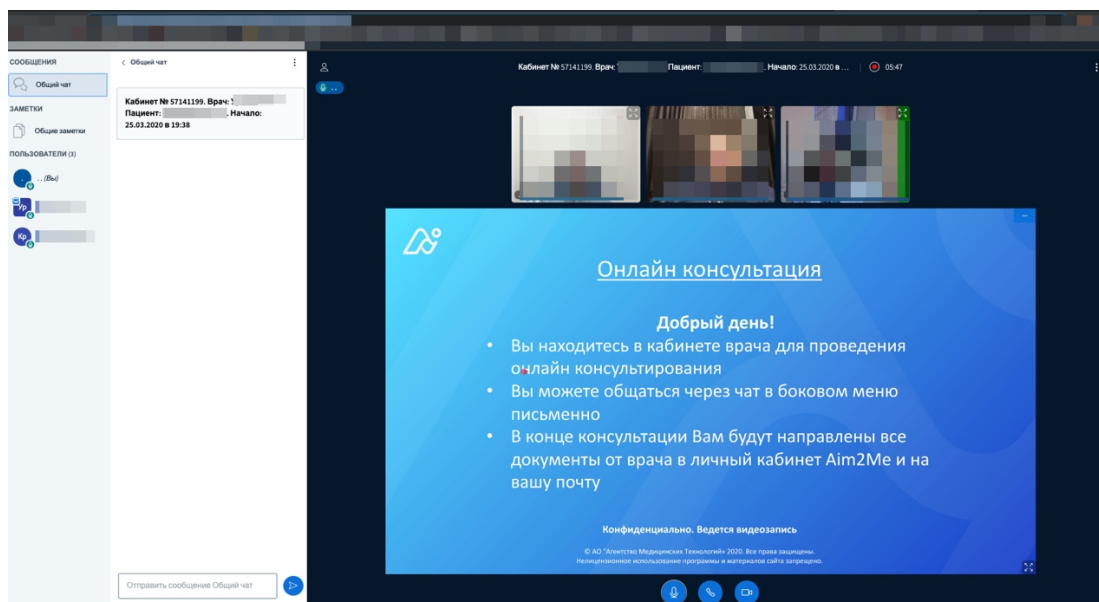 СООБЩЕНИЯ
Общий чат
ЗАМЕТКИ
Общие заметки
ПОЛЬЗОВАТЕЛИ (3)
. . (Вы)
Ур
Кр
Общий чат
Кабинет № 57141199. Врач:
Пациент: . Начало:
25.03.2020 в 19:38
Отправить сообщение Общий чат
Кабинет № 57141199. Врач: Пациент: . Начало: 25.03.2020 в ... | 05:47
Онлайн консультация
Добрый день!
• Вы находитесь в кабинете врача для проведения
онлайн консультирования
• Вы можете общаться через чат в боковом меню
письменно
• В конце консультации Вам будут направлены все
документы от врача в личный кабинет Aim2Me и на
вашу почту
Конфиденциально. Ведется видеозапись
© АО "Агентство Медицинских Технологий" 2020. Все права защищены.
Нелицензионное использование программы и материалов сайта запрещено.